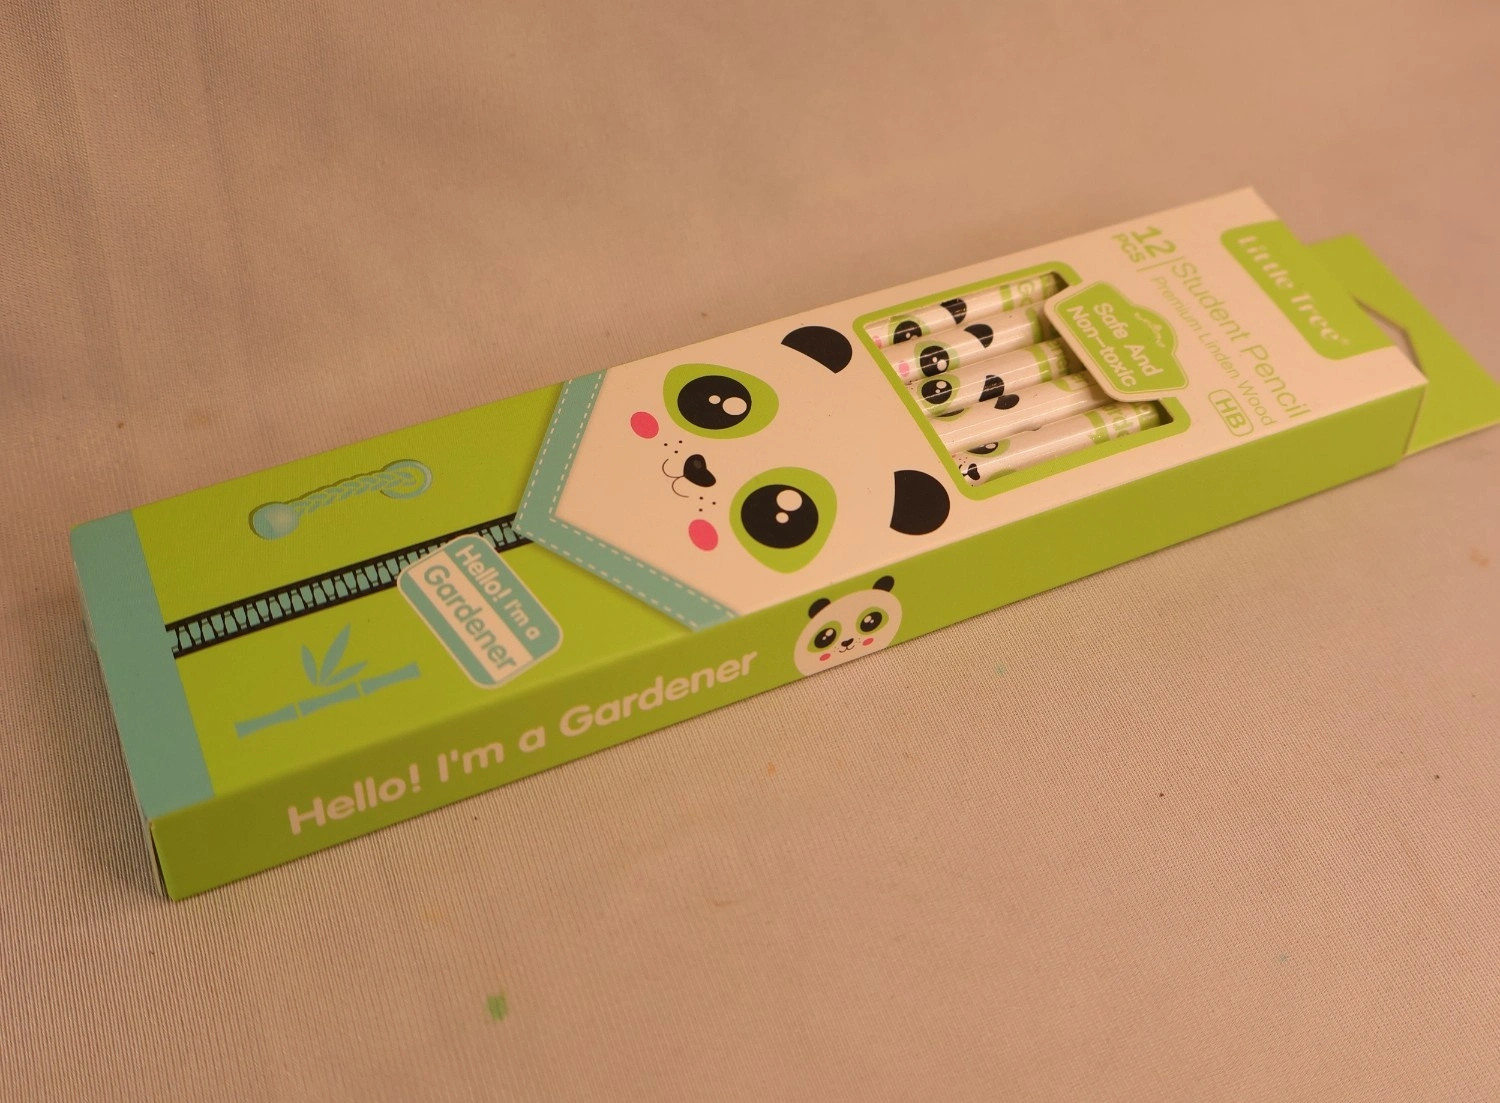 Little Tree
12
PCS
Student Pencil
Premium Linden Wood
HB
Safe And
Non-toxic
Hello! I'm a
Gardener
Hello! I'm a Gardener